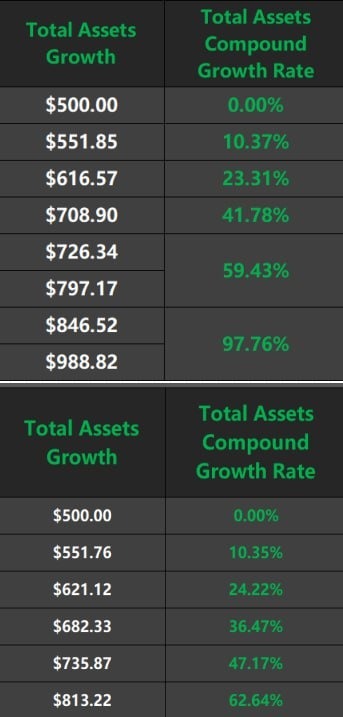 Total Assets Total Assets
Growth Compound
Growth Rate
$500.00 0.00%
$551.85 10.37%
$616.57 23.31%
$708.90 41.78%
$726.34
59.43%
$797.17
$846.52
97.76%
$988.82
Total Assets Total Assets
Growth Compound
Growth Rate
$500.00 0.00%
$551.76 10.35%
$621.12 24.22%
$682.33 36.47%
$735.87 47.17%
$813.22 62.64%